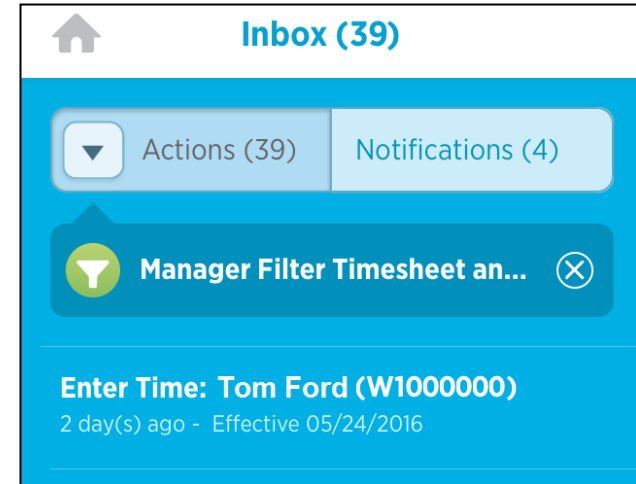 Inbox (39)
Actions (39) Notifications (4)
Manager Filter Timesheet an...
Enter Time: Tom Ford (W1000000)
2 day(s) ago - Effective 05/24/2016